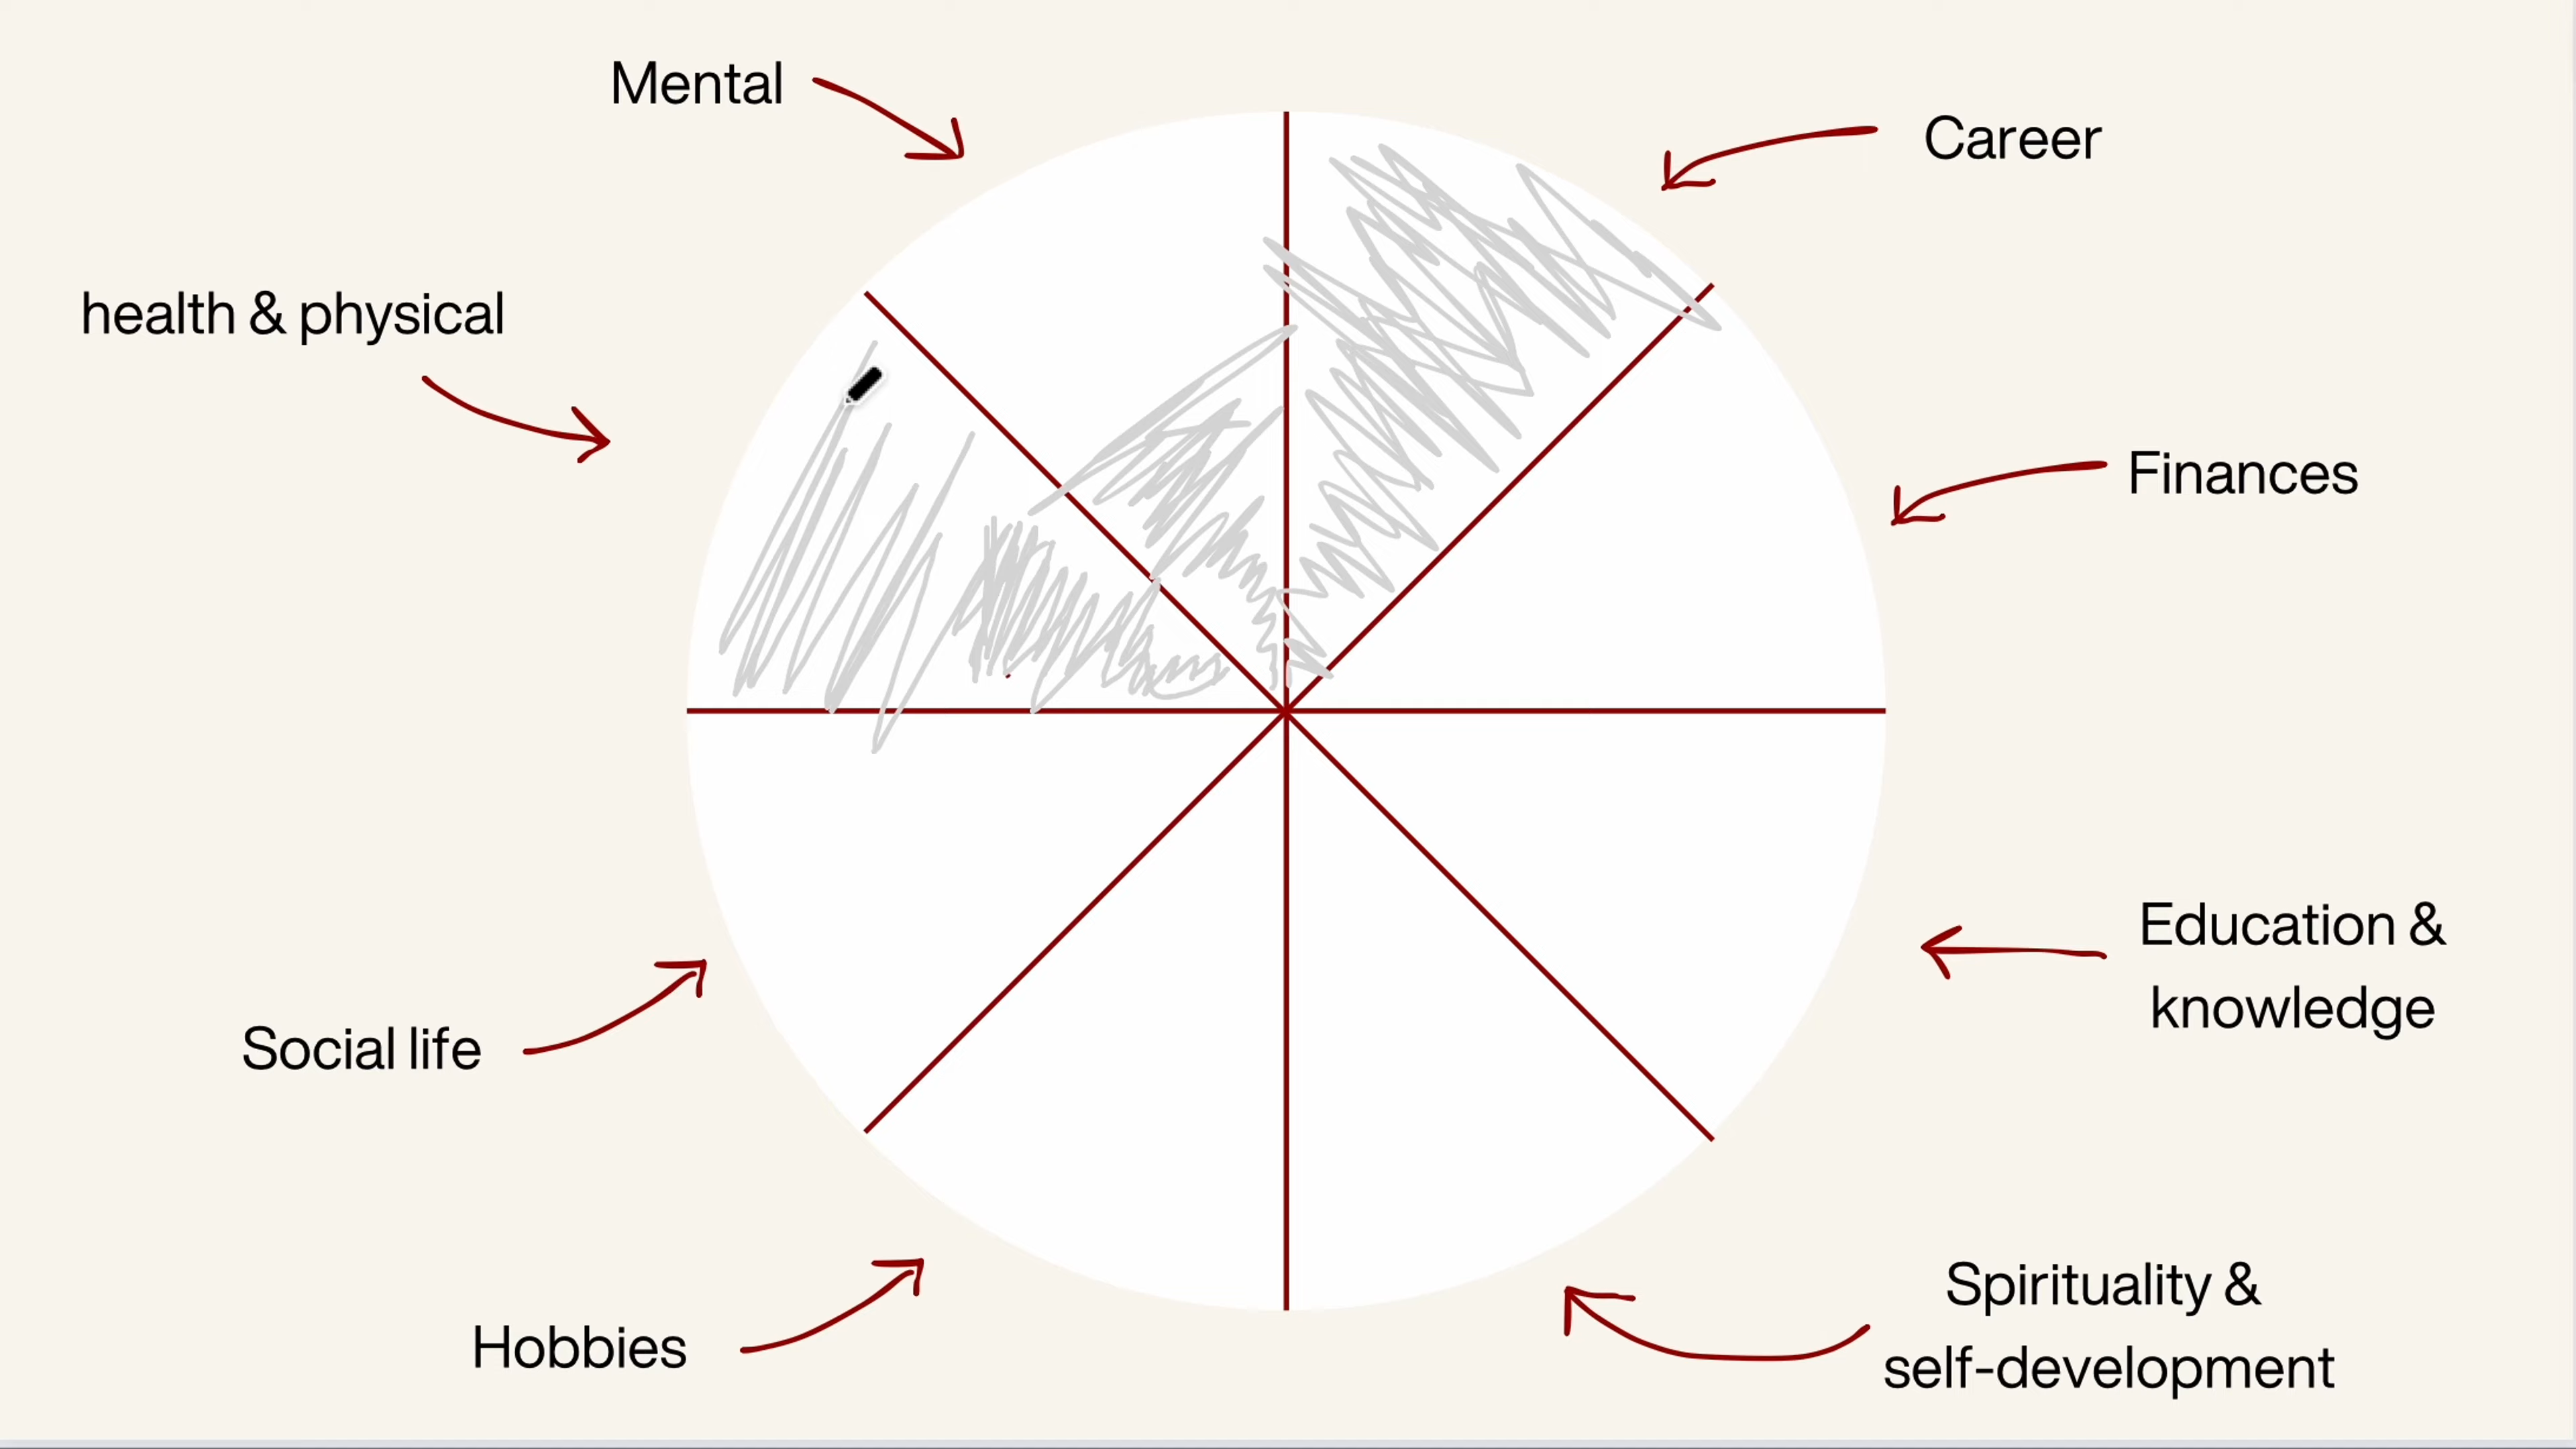 Mental
Career
health & physical
Finances
Education &
knowledge
Social life
Spirituality &
self-development
Hobbies